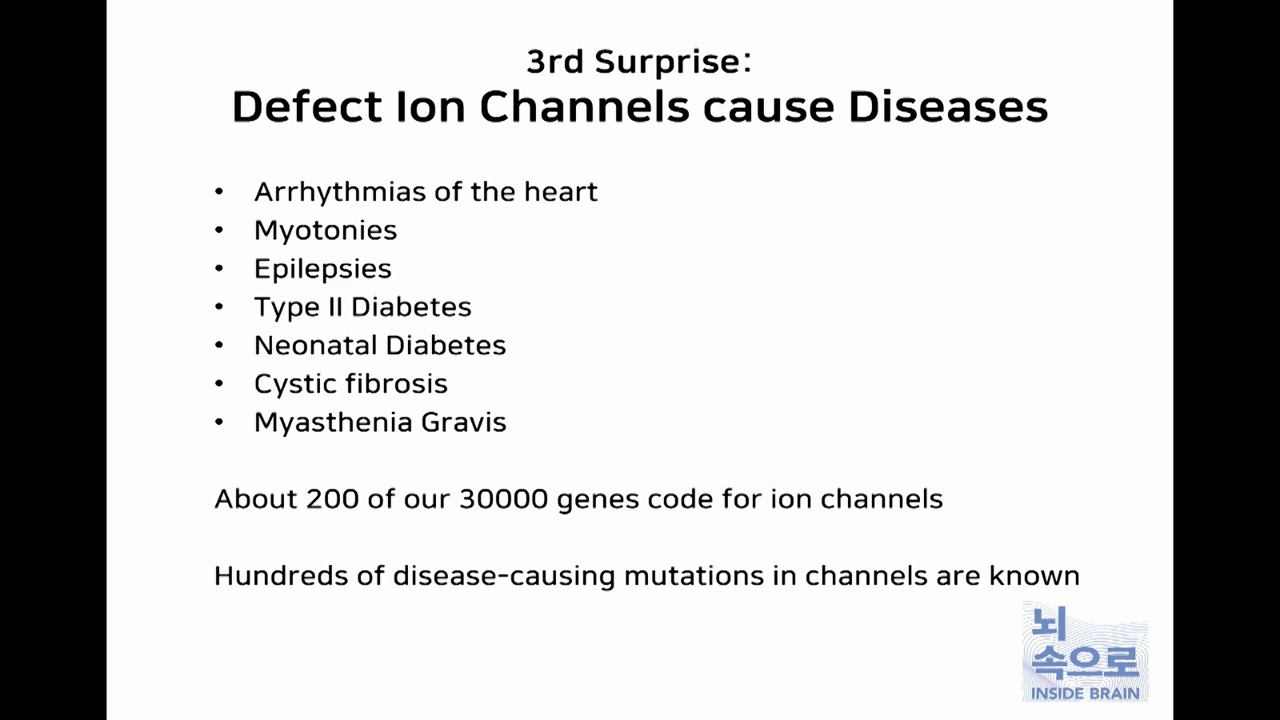 3rd Surprise:
Defect Ion Channels cause Diseases
• Arrhythmias of the heart
• Myotonies
• Epilepsies
• Type II Diabetes
• Neonatal Diabetes
• Cystic fibrosis
• Myasthenia Gravis
About 200 of our 30000 genes code for ion channels
Hundreds of disease-causing mutations in channels are known
뇌
속으로
INSIDE BRAIN